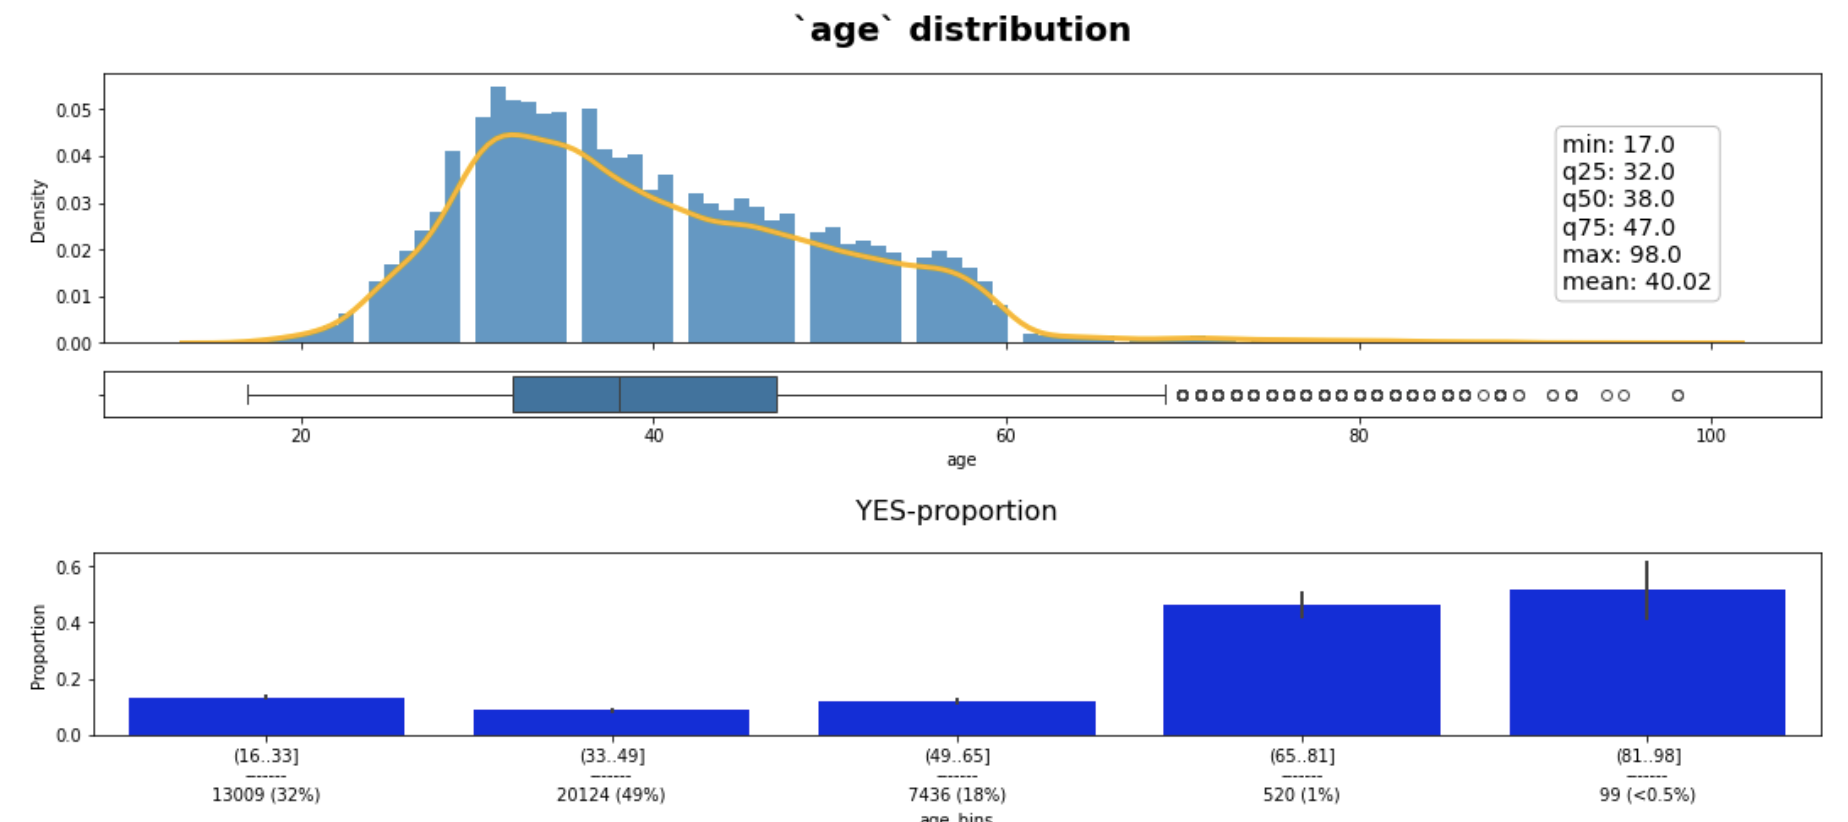 `age` distribution
0.05
0.04
0.03
0.02
0.01
0.00
Density
min: 17.0
q25: 32.0
q50: 38.0
q75: 47.0
max: 98.0
mean: 40.02
20 40 60 80 100
age
YES-proportion
0.6
0.4
0.2
0.0
Proportion
(16..33] (33..49] (49..65] (65..81] (81..98]
------- ------- ------- ------- -------
13009 (32%) 20124 (49%) 7436 (18%) 520 (1%) 99 (<0.5%)
age_bins